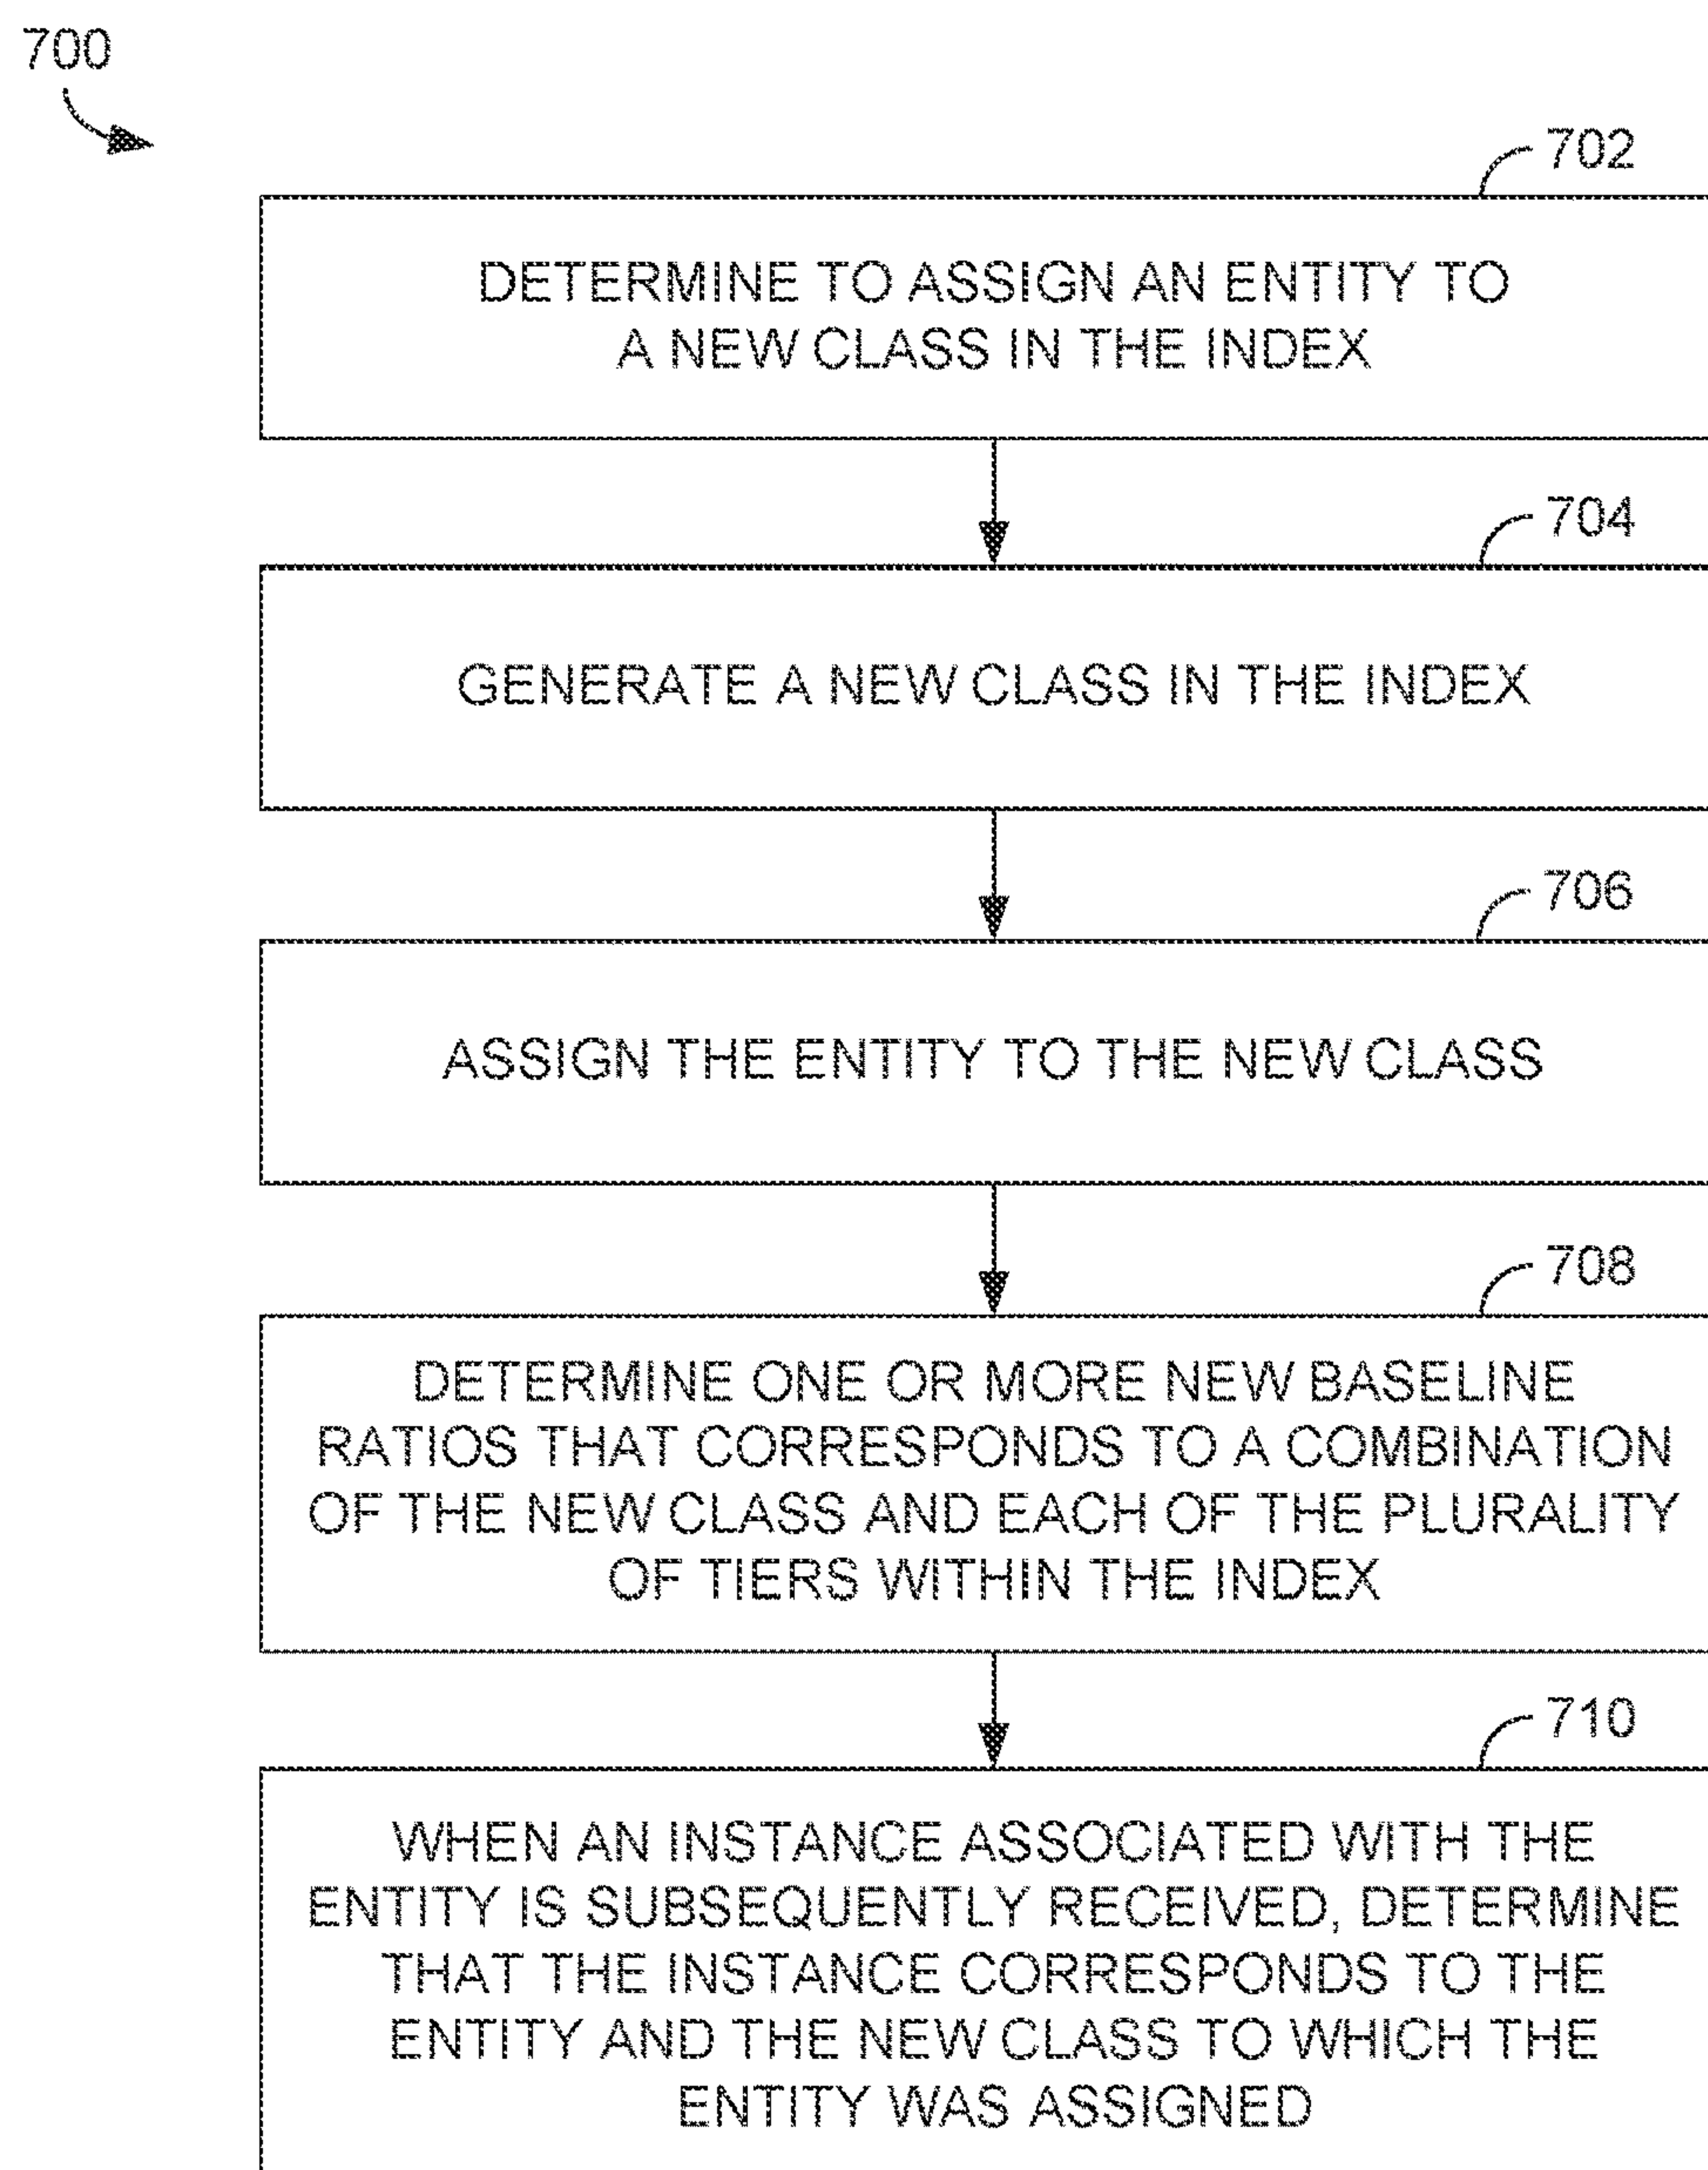 700
702
DETERMINE TO ASSIGN AN ENTITY TO
A NEW CLASS IN THE INDEX
704
GENERATE A NEW CLASS IN THE INDEX
706
ASSIGN THE ENTITY TO THE NEW CLASS
708
DETERMINE ONE OR MORE NEW BASELINE
RATIOS THAT CORRESPONDS TO A COMBINATION
OF THE NEW CLASS AND EACH OF THE PLURALITY
OF TIERS WITHIN THE INDEX
710
WHEN AN INSTANCE ASSOCIATED WITH THE
ENTITY IS SUBSEQUENTLY RECEIVED, DETERMINE
THAT THE INSTANCE CORRESPONDS TO THE
ENTITY AND THE NEW CLASS TO WHICH THE
ENTITY WAS ASSIGNED